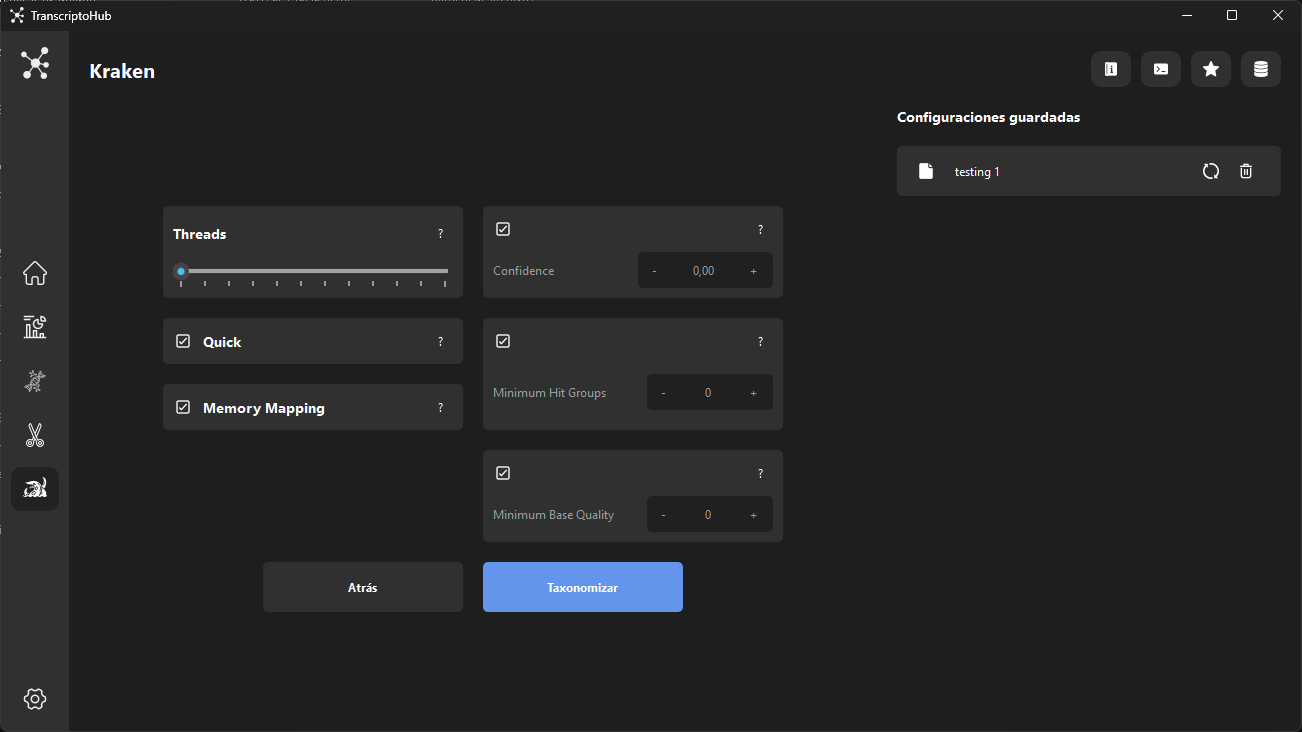 TranscriptoHub
Kraken
Configuraciones guardadas
testing 1
Threads ?
?
Confidence - 0,00 +
Quick ?
?
Minimum Hit Groups - 0 +
Memory Mapping ?
?
Minimum Base Quality - 0 +
Atrás
Taxonomizar